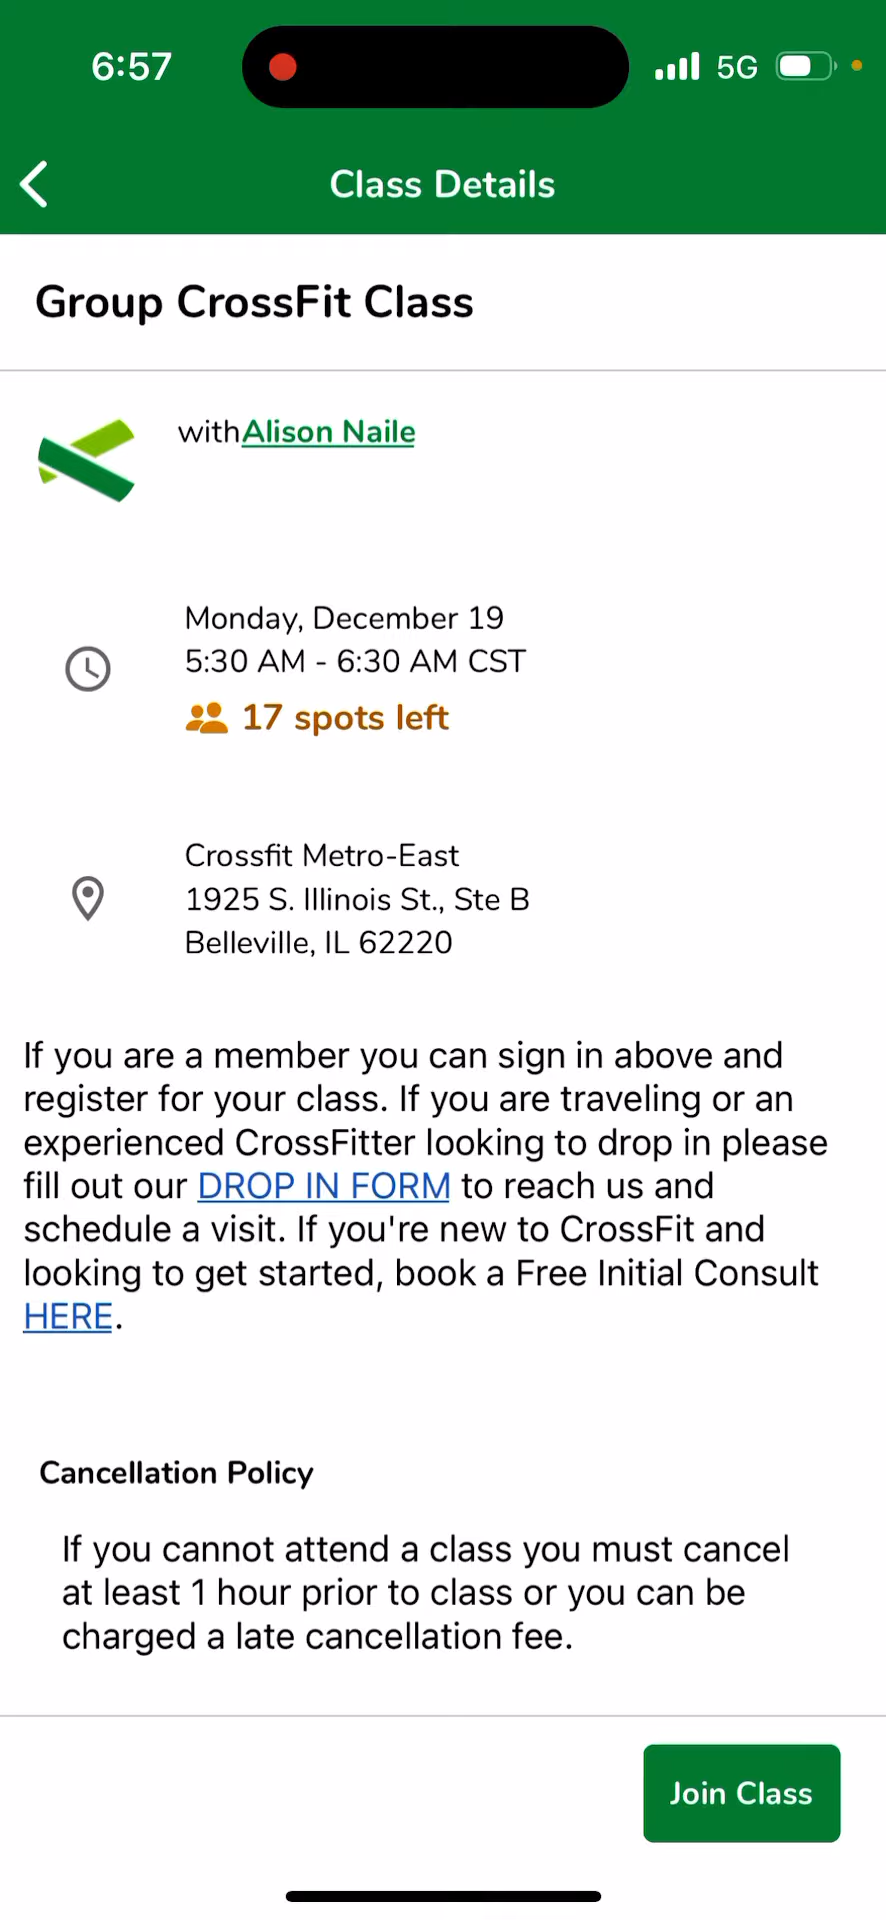 6:57
5G
Class Details
Group CrossFit Class
withAlison Naile
Monday, December 19
5:30 AM - 6:30 AM CST
17 spots left
Crossfit Metro-East
1925 S. Illinois St., Ste B
Belleville, IL 62220
If you are a member you can sign in above and
register for your class. If you are traveling or an
experienced CrossFitter looking to drop in please
fill out our DROP IN FORM to reach us and
schedule a visit. If you're new to CrossFit and
looking to get started, book a Free Initial Consult
HERE.
Cancellation Policy
If you cannot attend a class you must cancel
at least 1 hour prior to class or you can be
charged a late cancellation fee.
Join Class